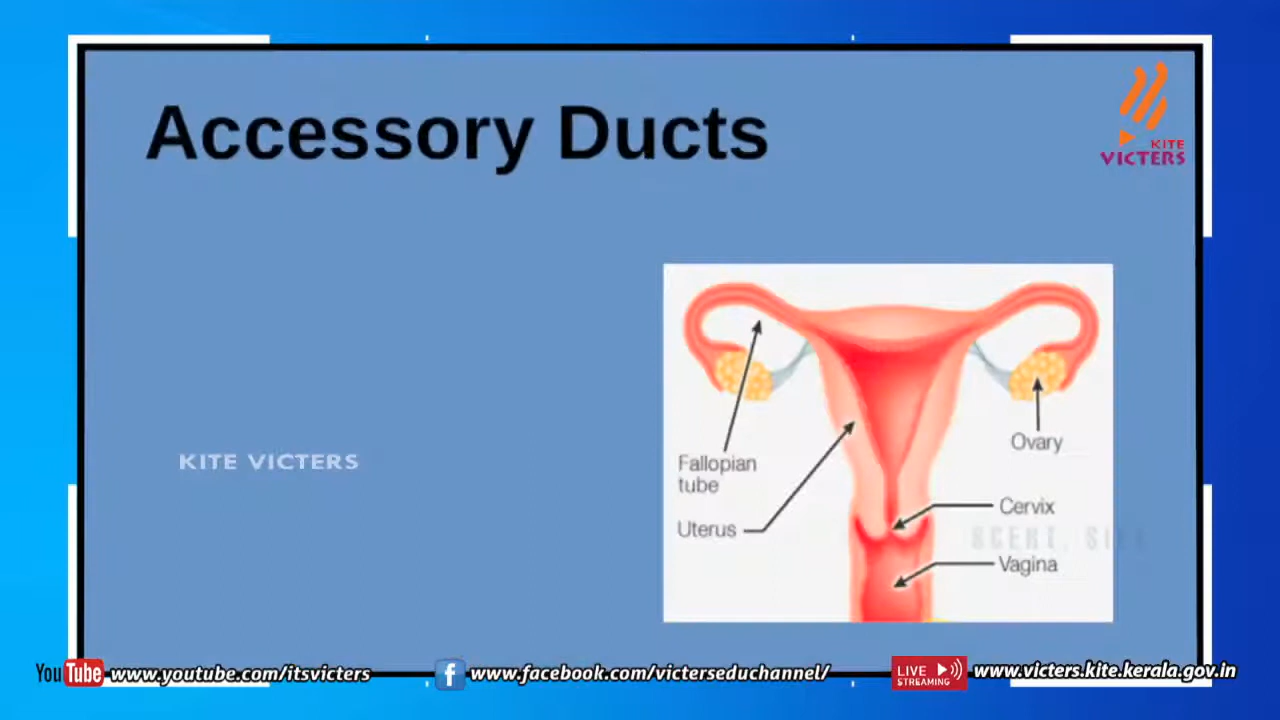 Accessory Ducts
KITE
VICTERS
KITE VICTERS
Fallopian
tube
Uterus
Ovary
Cervix
Vagina
SCERT,
You Tube www.youtube.com/itsvicters
f www.facebook.com/victerseduchannel/
LIVE
STREAMING
www.victers.kite.kerala.gov.in